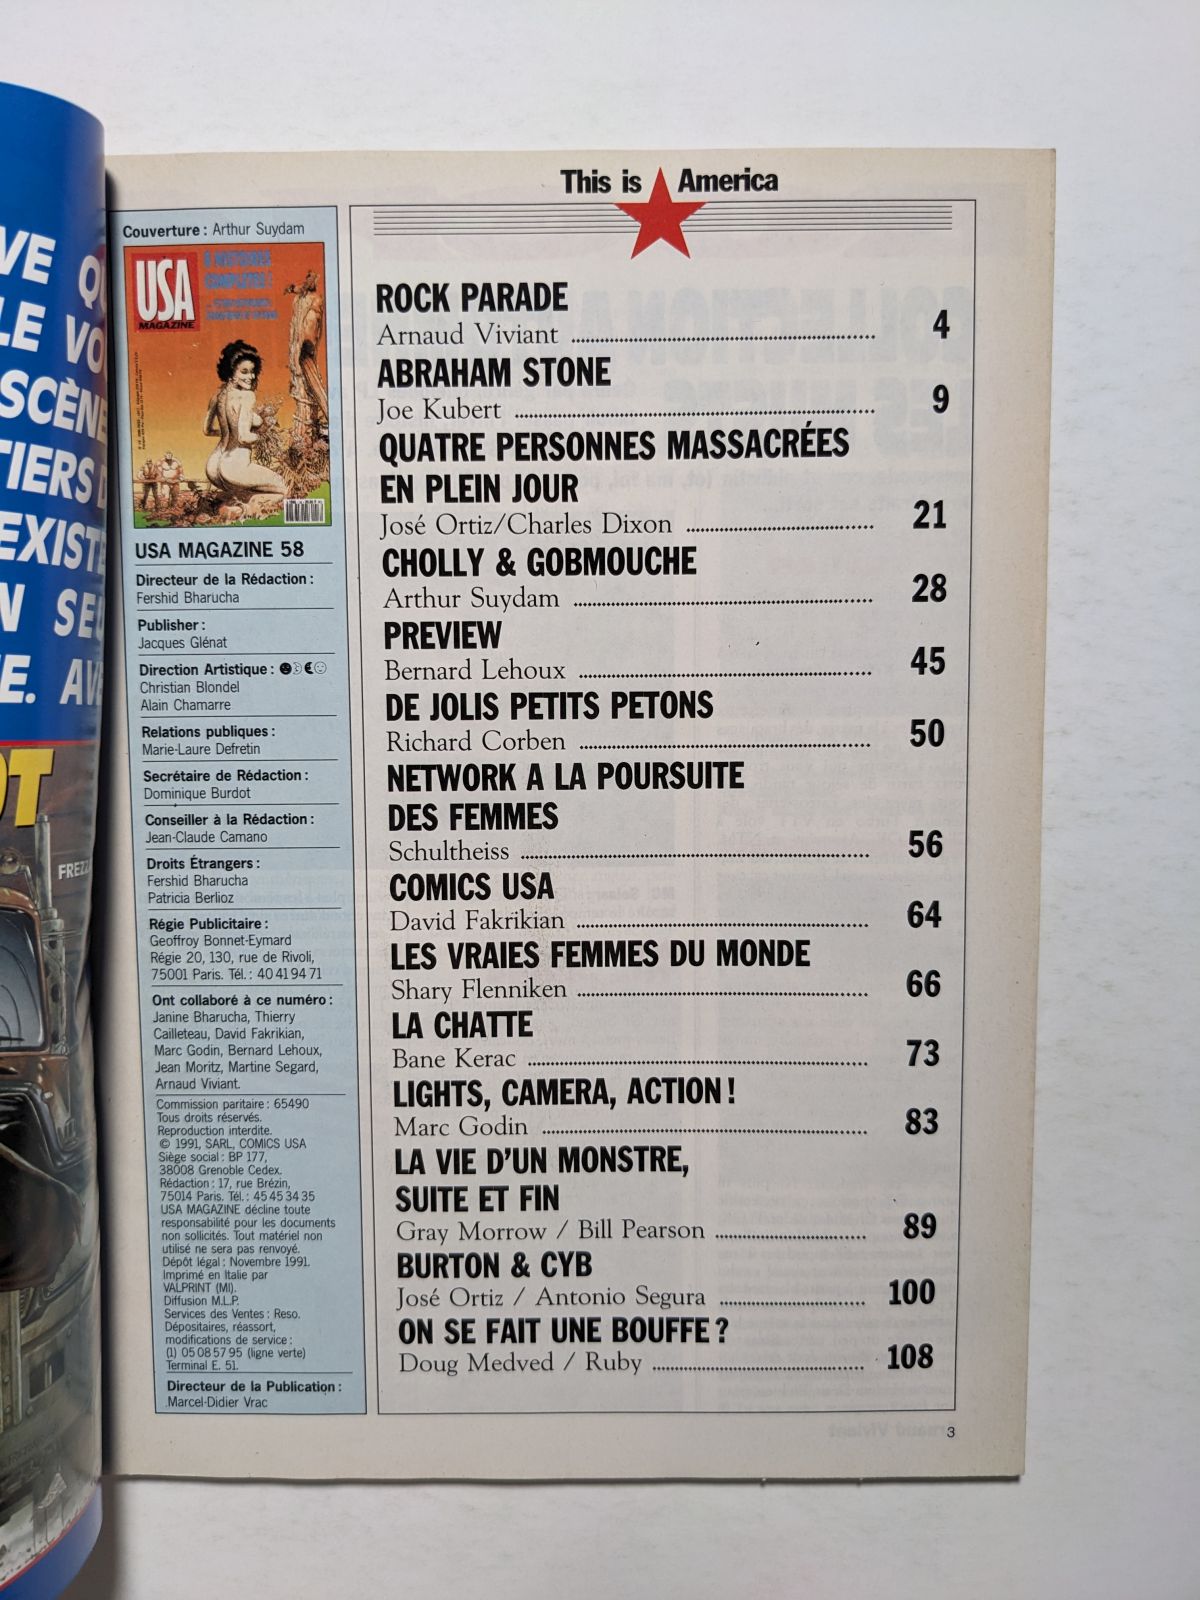 VE QU
LE VO
SCÈNE
TIERS D
EXISTE
N SEU
E. AVE
OT
FREZZ
This is America
Couverture : Arthur Suydam
USA
MAGAZINE
USA MAGAZINE 58
Directeur de la Rédaction :
Fershid Bharucha
Publisher :
Jacques Glénat
Direction Artistique :
Christian Blondel
Alain Chamarre
Relations publiques :
Marie-Laure Defretin
Secrétaire de Rédaction :
Dominique Burdot
Conseiller à la Rédaction :
Jean-Claude Camano
Droits Étrangers :
Fershid Bharucha
Patricia Berlioz
Régie Publicitaire :
Geoffroy Bonnet-Eymard
Régie 20, 130, rue de Rivoli,
75001 Paris. Tél. : 40 41 94 71
Ont collaboré à ce numéro :
Janine Bharucha, Thierry
Cailleteau, David Fakrikian,
Marc Godin, Bernard Lehoux,
Jean Moritz, Martine Segard,
Arnaud Viviant.
Commission paritaire : 65490
Tous droits réservés.
Reproduction interdite.
© 1991, SARL, COMICS USA
Siège social : BP 177,
38008 Grenoble Cedex.
Rédaction : 17, rue Brézin,
75014 Paris. Tél. : 45 45 34 35
USA MAGAZINE décline toute
responsabilité pour les documents
non sollicités. Tout matériel non
utilisé ne sera pas renvoyé.
Dépôt légal : Novembre 1991.
Imprimé en Italie par
VALPRINT (MI).
Diffusion M.L.P.
Services des Ventes : Reso.
Dépositaires, réassort,
modifications de service :
(1) 05 08 57 95 (ligne verte)
Terminal E. 51.
Directeur de la Publication :
Marcel-Didier Vrac
ROCK PARADE
Arnaud Viviant 4
ABRAHAM STONE
Joe Kubert 9
QUATRE PERSONNES MASSACRÉES
EN PLEIN JOUR
José Ortiz/Charles Dixon 21
CHOLLY & GOBMOUCHE
Arthur Suydam 28
PREVIEW
Bernard Lehoux 45
DE JOLIS PETITS PETONS
Richard Corben 50
NETWORK A LA POURSUITE
DES FEMMES
Schultheiss 56
COMICS USA
David Fakrikian 64
LES VRAIES FEMMES DU MONDE
Shary Flenniken 66
LA CHATTE
Bane Kerac 73
LIGHTS, CAMERA, ACTION !
Marc Godin 83
LA VIE D'UN MONSTRE,
SUITE ET FIN
Gray Morrow / Bill Pearson 89
BURTON & CYB
José Ortiz / Antonio Segura 100
ON SE FAIT UNE BOUFFE ?
Doug Medved / Ruby 108
3